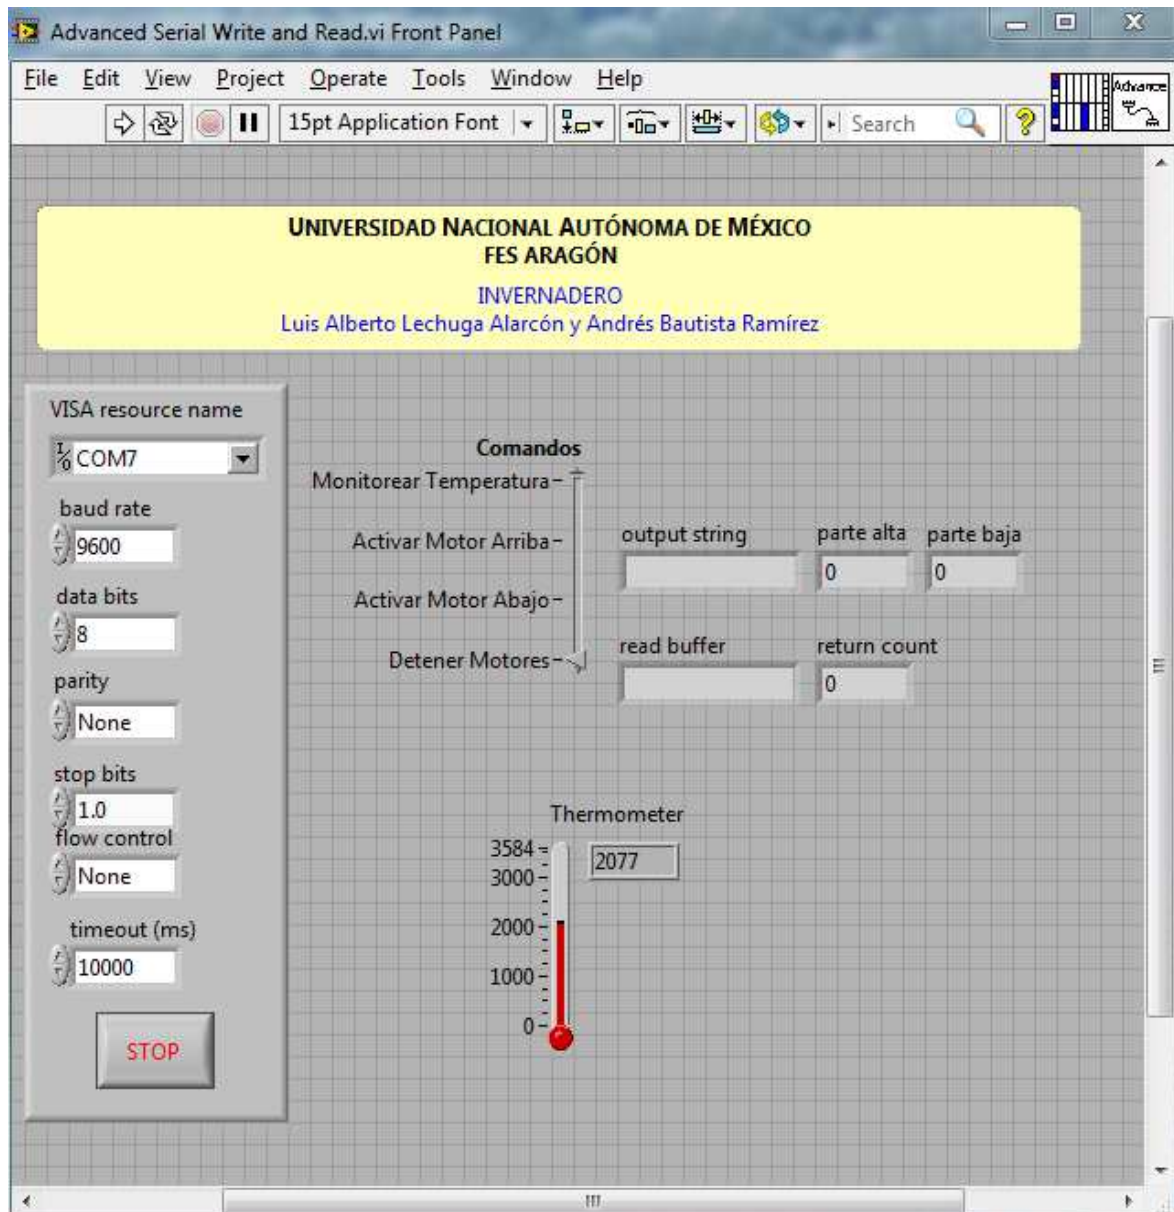 Advanced Serial Write and Read.vi Front Panel
File Edit View Project Operate Tools Window Help
15pt Application Font
Search
Advance
UNIVERSIDAD NACIONAL AUTÓNOMA DE MÉXICO
FES ARAGÓN
INVERNADERO
Luis Alberto Lechuga Alarcón y Andrés Bautista Ramírez
VISA resource name
I/O COM7
baud rate
9600
data bits
8
parity
None
stop bits
1.0
flow control
None
timeout (ms)
10000
STOP
Comandos
Monitorear Temperatura
Activar Motor Arriba
Activar Motor Abajo
Detener Motores
output string
parte alta
0
parte baja
0
read buffer
return count
0
Thermometer
2077
3584
3000
2000
1000
0